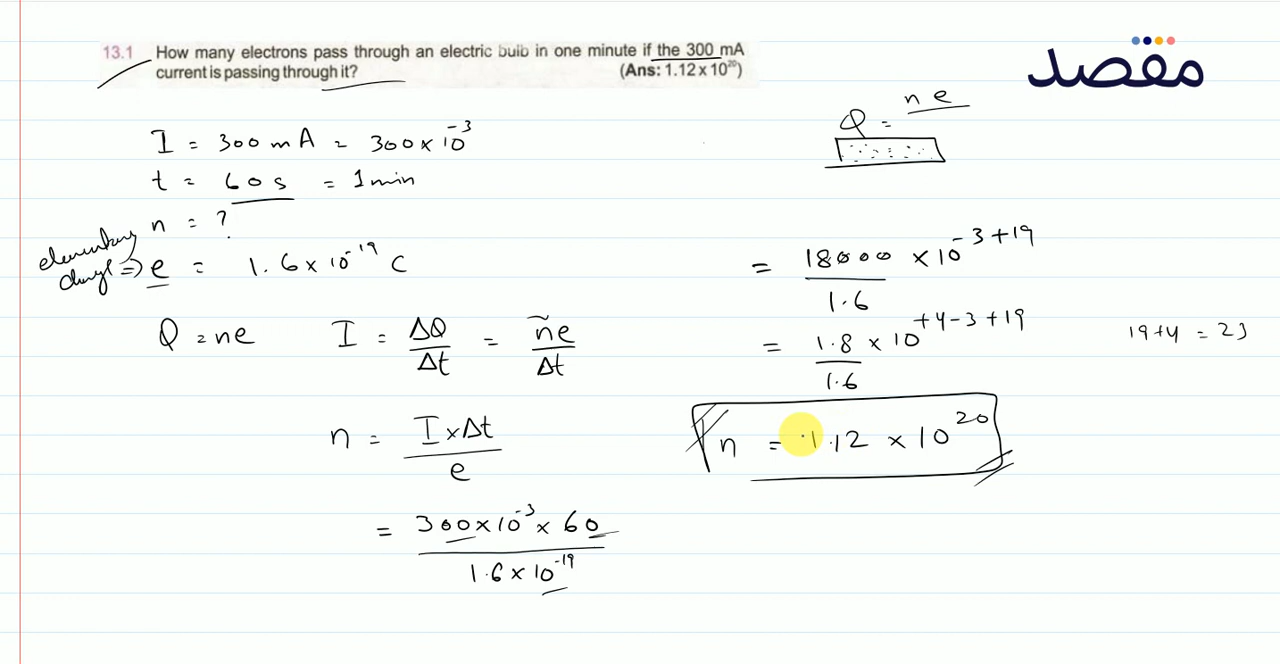 13.1 How many electrons pass through an electric bulb in one minute if the 300 mA
current is passing through it? (Ans: 1.12 x 10²⁰)
مقصد
Q = ne
I = 300 mA = 300 × 10⁻³
t = 60 s = 1 min
n = ?
elementary
charge ⇒ e = 1.6 × 10⁻¹⁹ C
Q = ne I = ΔQ/Δt = ne/Δt
n = I × Δt / e
= 300 × 10⁻³ × 60 / 1.6 × 10⁻¹⁹
= 18000 × 10⁻³⁺¹⁹ / 1.6
= 1.8 × 10⁺⁴⁻³⁺¹⁹ / 1.6
19 + 4 = 23
n = 1.12 × 10²⁰